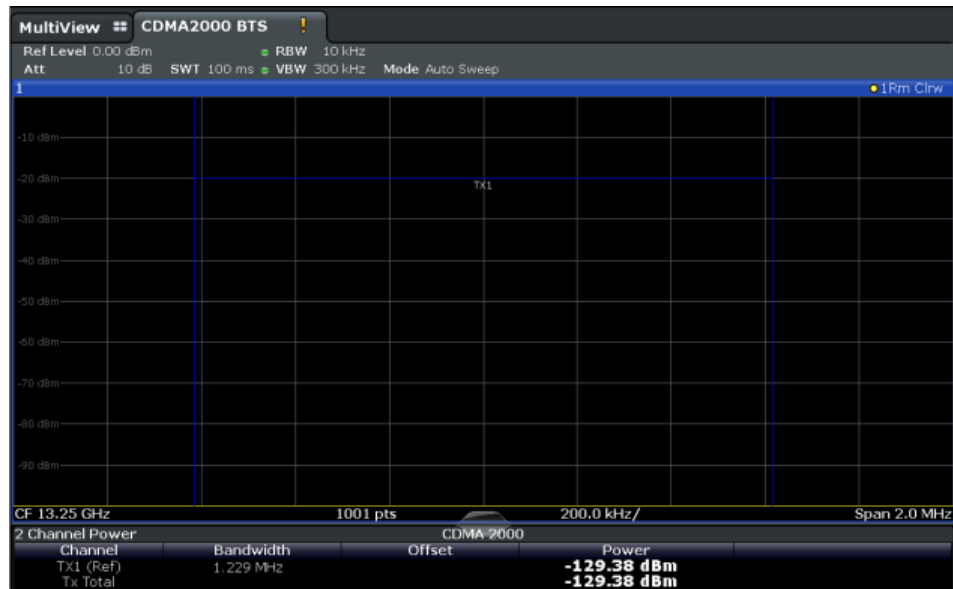 MultiView CDMA2000 BTS !
Ref Level 0.00 dBm RBW 10 kHz
Att 10 dB SWT 100 ms VBW 300 kHz Mode Auto Sweep
1 1Rm Clrw
-10 dBm
-20 dBm
TX1
-30 dBm
-40 dBm
-50 dBm
-60 dBm
-70 dBm
-80 dBm
-90 dBm
CF 13.25 GHz 1001 pts 200.0 kHz/ Span 2.0 MHz
2 Channel Power CDMA 2000
Channel Bandwidth Offset Power
TX1 (Ref) 1.229 MHz -129.38 dBm
Tx Total -129.38 dBm